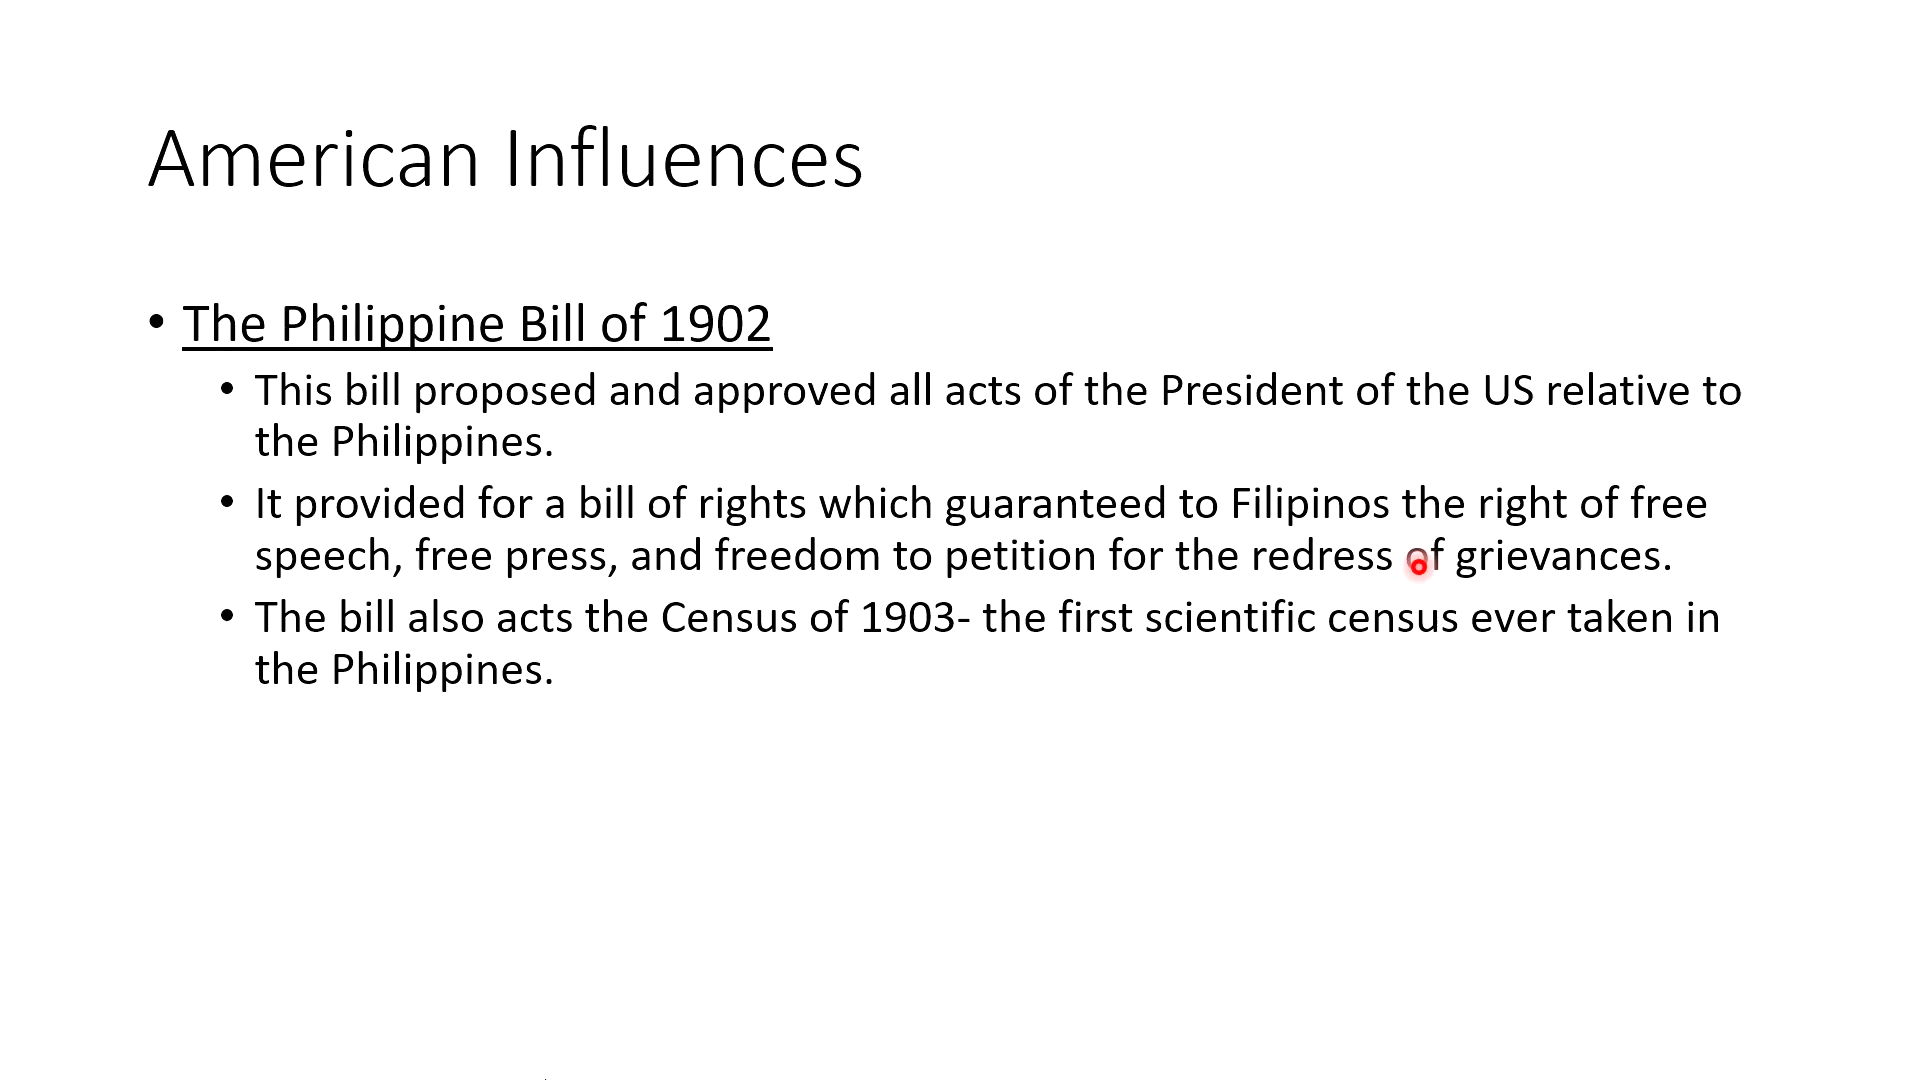 American Influences
• The Philippine Bill of 1902
• This bill proposed and approved all acts of the President of the US relative to
the Philippines.
• It provided for a bill of rights which guaranteed to Filipinos the right of free
speech, free press, and freedom to petition for the redress of grievances.
• The bill also acts the Census of 1903- the first scientific census ever taken in
the Philippines.